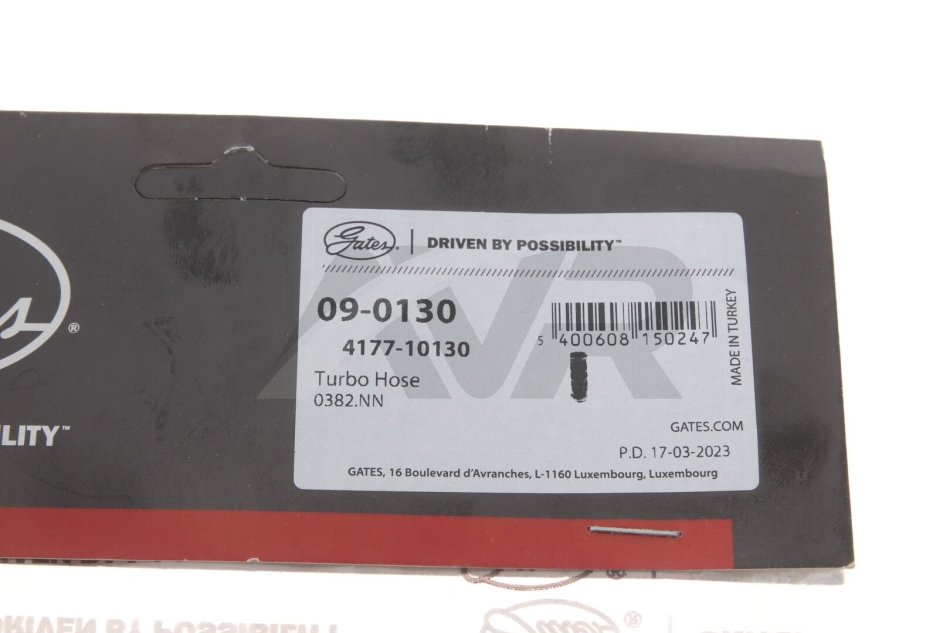 Gates® | DRIVEN BY POSSIBILITY™
09-0130
4177-10130
Turbo Hose
0382.NN
5 400608 150247
MADE IN TURKEY
GATES.COM
P.D. 17-03-2023
GATES, 16 Boulevard d'Avranches, L-1160 Luxembourg, Luxembourg
AVR
®
ILITY™